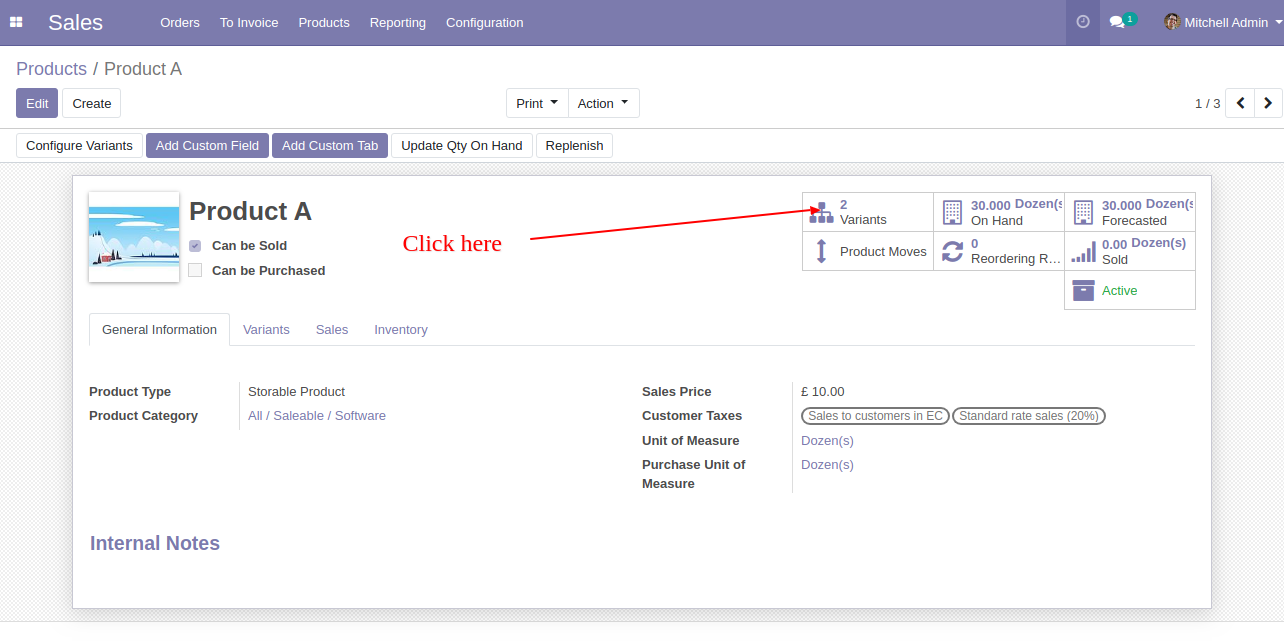 Sales Orders To Invoice Products Reporting Configuration 1 Mitchell Admin
Products / Product A
Edit Create Print Action 1 / 3
Configure Variants Add Custom Field Add Custom Tab Update Qty On Hand Replenish
Product A
Can be Sold
Can be Purchased
Click here
2
Variants
30.000 Dozen(s
On Hand
30.000 Dozen(s
Forecasted
Product Moves
0
Reordering R...
0.00 Dozen(s)
Sold
Active
General Information Variants Sales Inventory
Product Type Storable Product
Product Category All / Saleable / Software
Sales Price £ 10.00
Customer Taxes Sales to customers in EC Standard rate sales (20%)
Unit of Measure Dozen(s)
Purchase Unit of Dozen(s)
Measure
Internal Notes